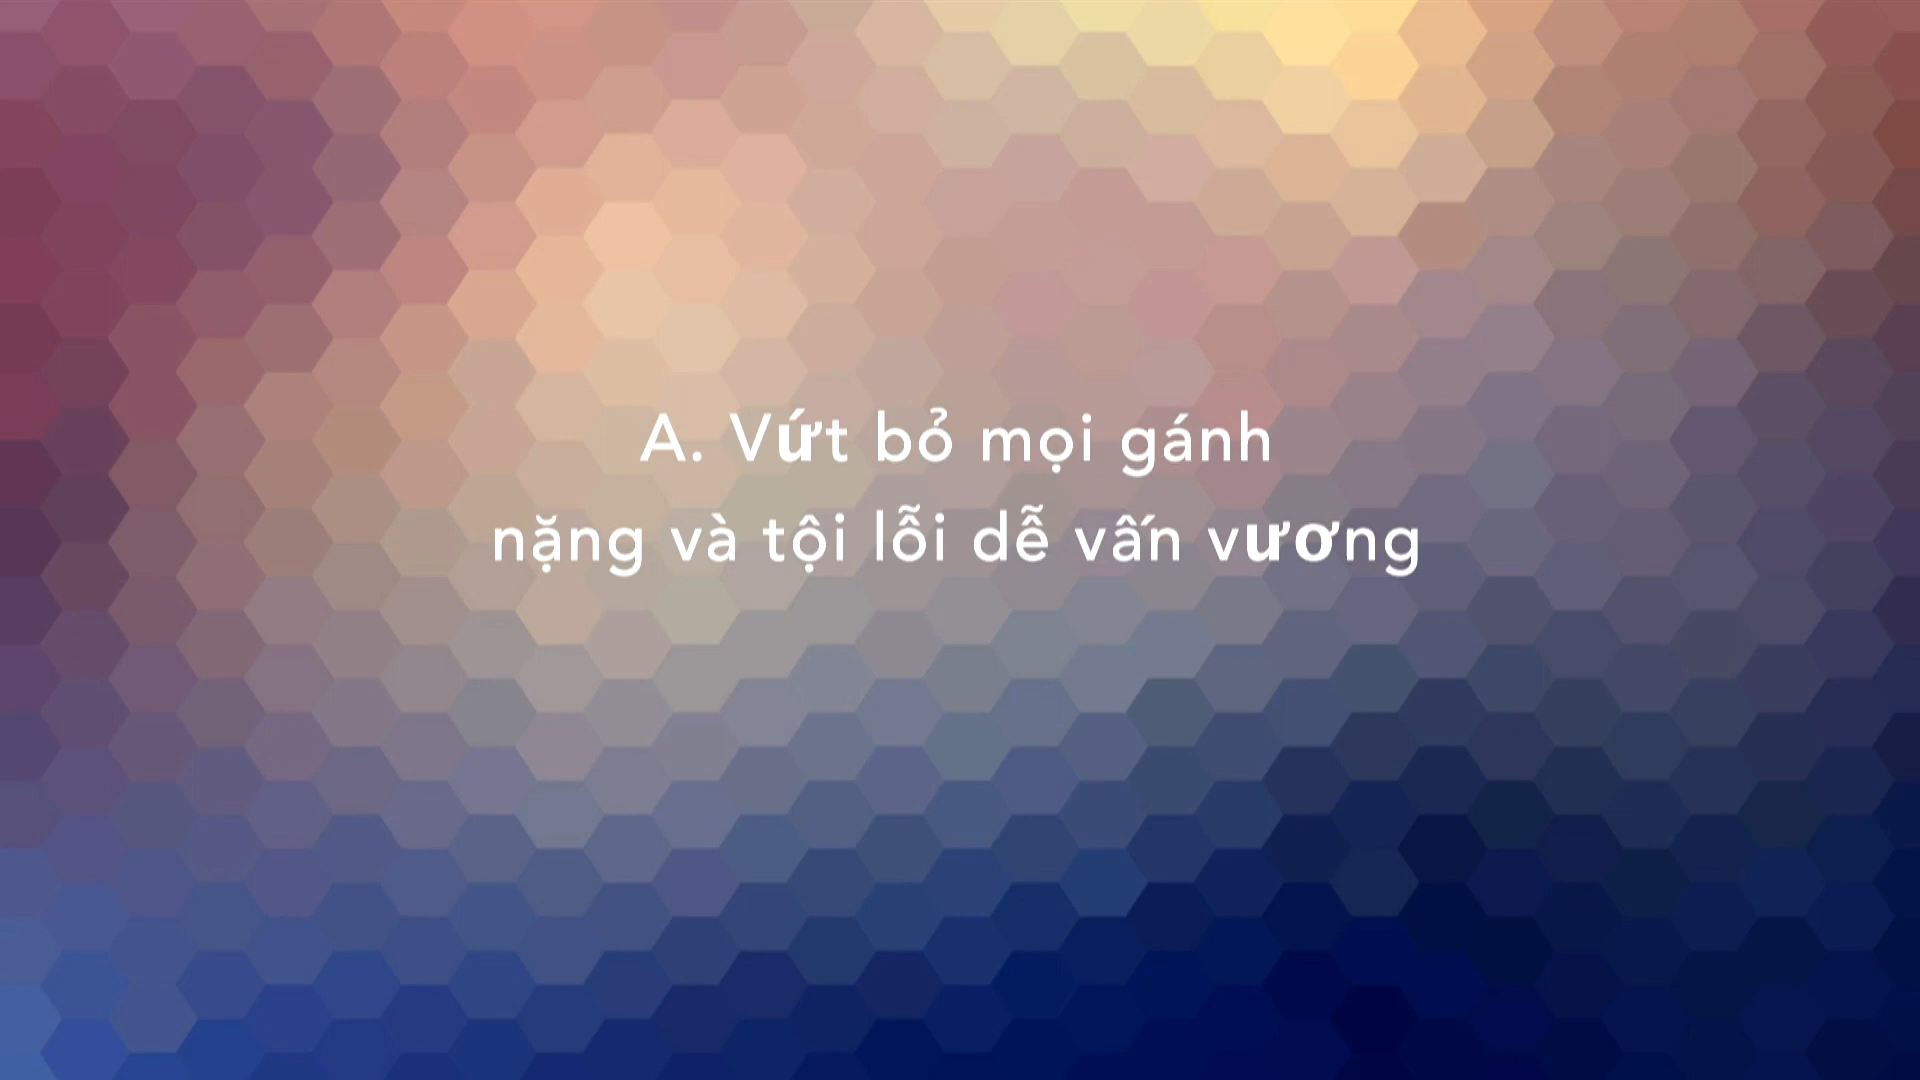 A. Vứt bỏ mọi gánh
nặng và tội lỗi dễ vấn vương